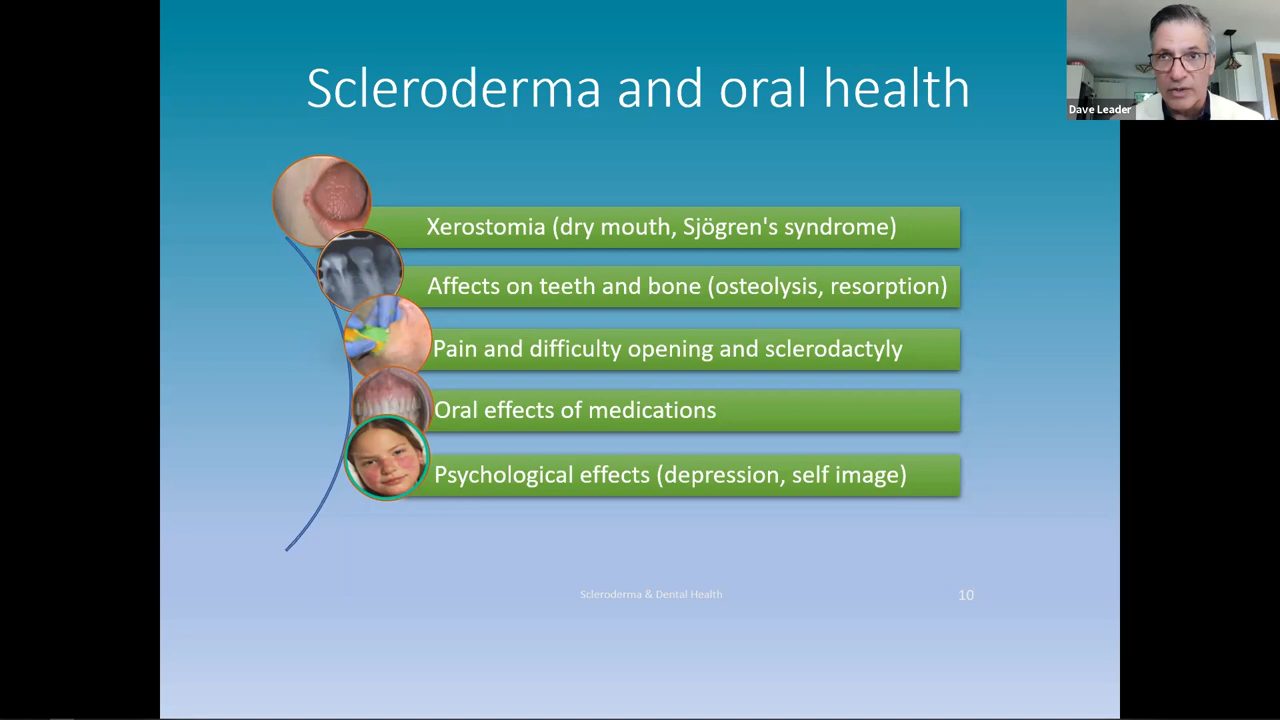 Scleroderma and oral health
Dave Leader
Xerostomia (dry mouth, Sjögren's syndrome)
Affects on teeth and bone (osteolysis, resorption)
Pain and difficulty opening and sclerodactyly
Oral effects of medications
Psychological effects (depression, self image)
Scleroderma & Dental Health
10